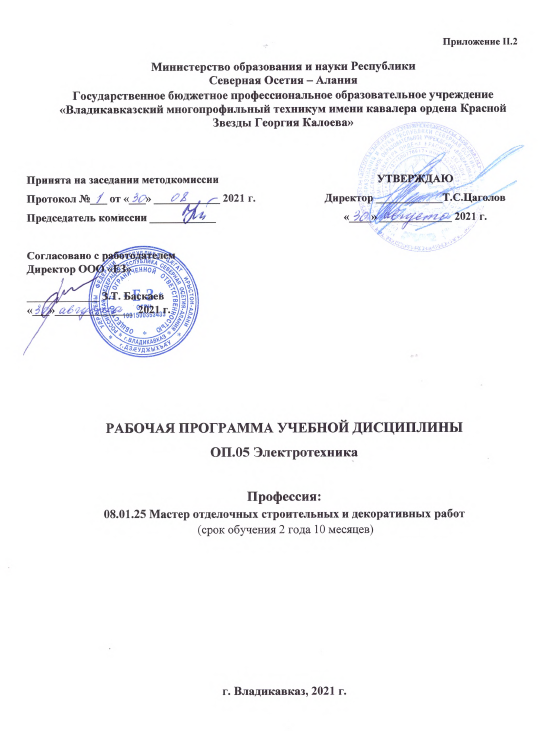 Приложение II.2
Министерство образования и науки Республики
Северная Осетия – Алания
Государственное бюджетное профессиональное образовательное учреждение
«Владикавказский многопрофильный техникум имени кавалера ордена Красной
Звезды Георгия Калоева»
Принята на заседании методкомиссии
Протокол № 1 от « 30 » 08 2021 г.
Председатель комиссии
УТВЕРЖДАЮ
Директор Т.С.Цаголов
« 30 » августа 2021 г.
Согласовано с работодателем
Директор ООО «БЗ»
З.Т. Баскаев
« 30 » августа 2021 г.
РАБОЧАЯ ПРОГРАММА УЧЕБНОЙ ДИСЦИПЛИНЫ
ОП.05 Электротехника
Профессия:
08.01.25 Мастер отделочных строительных и декоративных работ
(срок обучения 2 года 10 месяцев)
г. Владикавказ, 2021 г.